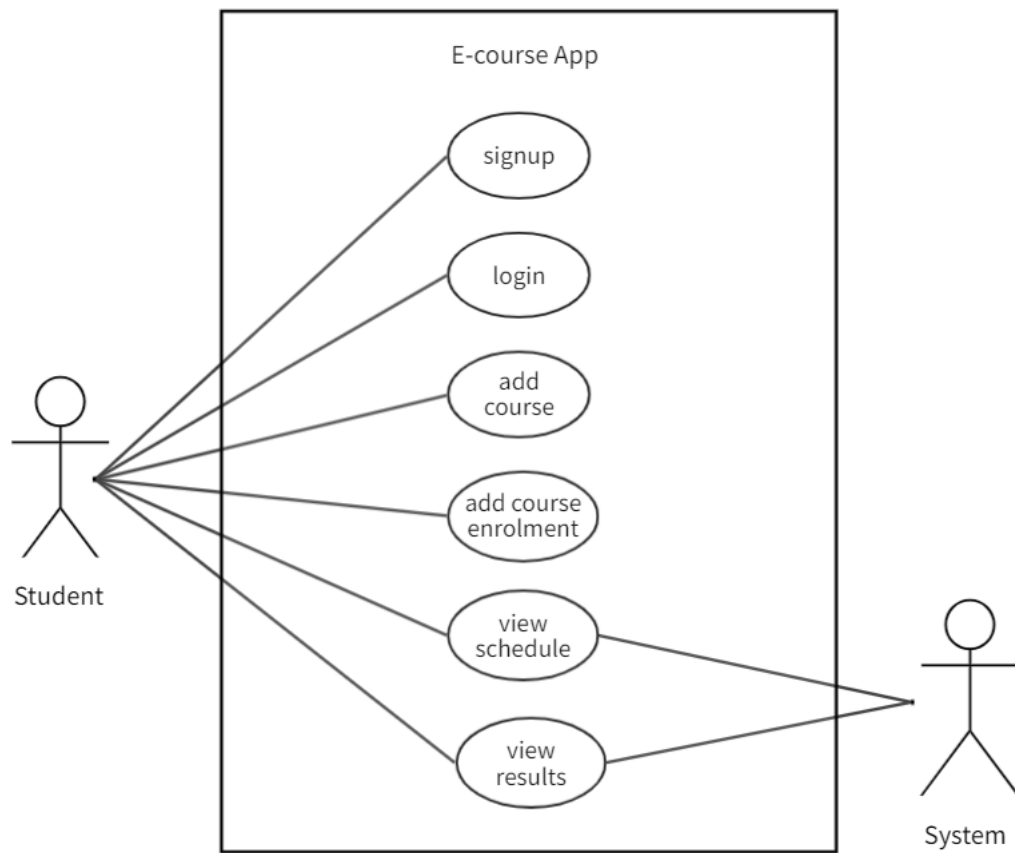 E-course App
signup
login
add
course
add course
enrolment
Student
view
schedule
view
results
System